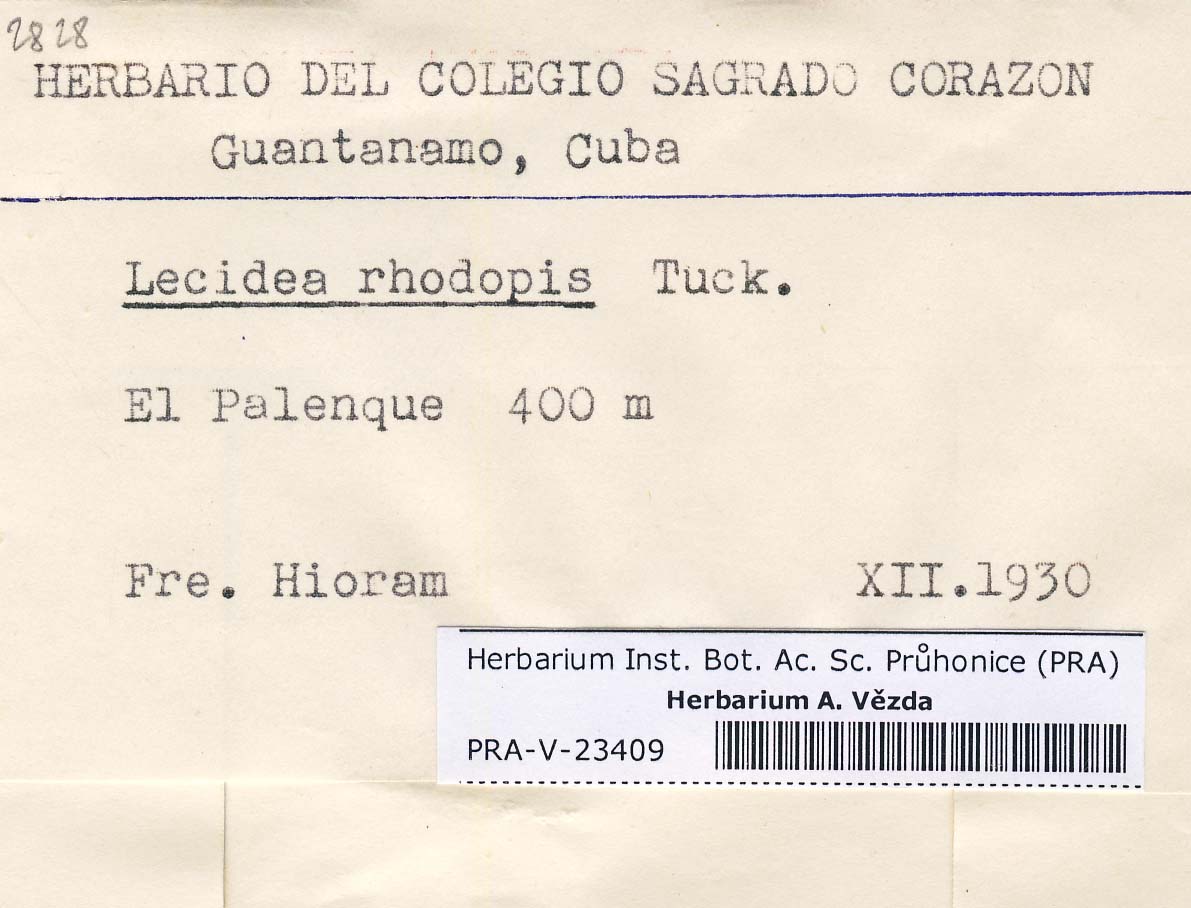 2828
HERBARIO DEL COLEGIO SAGRADO CORAZON
Guantanamo, Cuba
Lecidea rhodopis Tuck.
El Palenque 400 m
Fre. Hioram XII.1930
Herbarium Inst. Bot. Ac. Sc. Průhonice (PRA)
Herbarium A. Vězda
PRA-V-23409